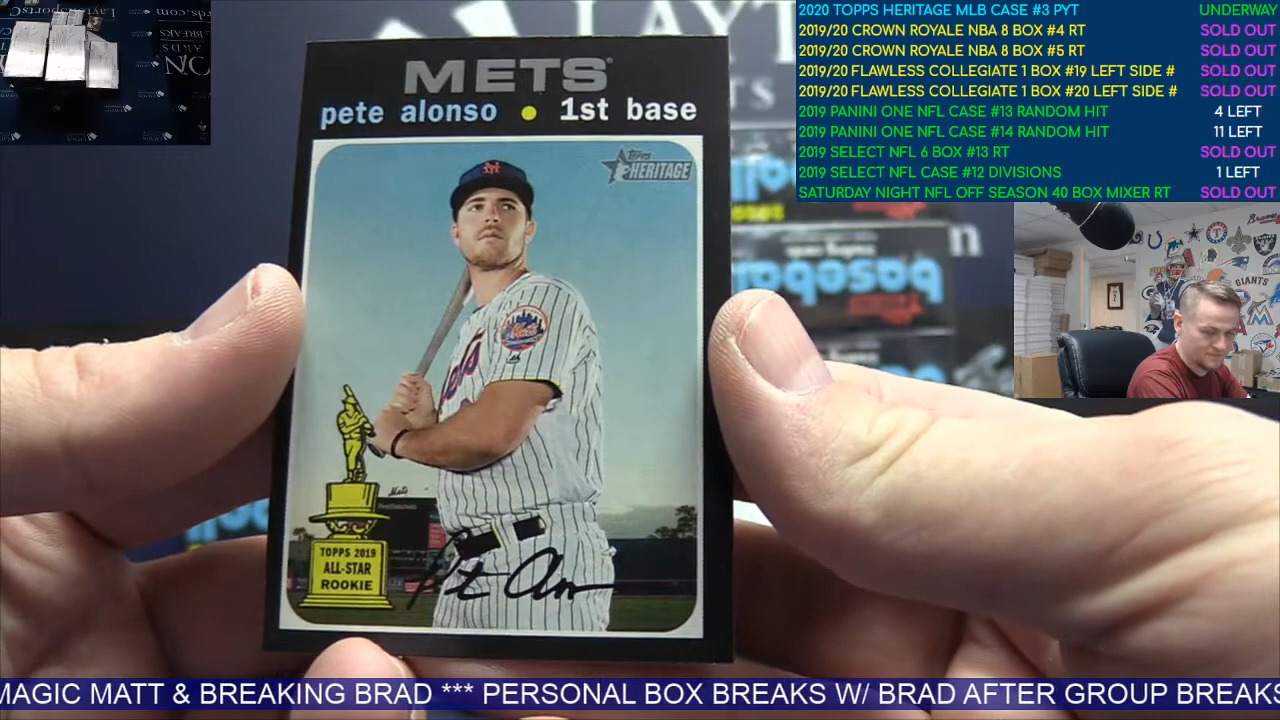 METS
pete alonso • 1st base
Topps HERITAGE
Mets
TOPPS 2019
ALL-STAR
ROOKIE
2020 TOPPS HERITAGE MLB CASE #3 PYT UNDERWAY
2019/20 CROWN ROYALE NBA 8 BOX #4 RT SOLD OUT
2019/20 CROWN ROYALE NBA 8 BOX #5 RT SOLD OUT
2019/20 FLAWLESS COLLEGIATE 1 BOX #19 LEFT SIDE # SOLD OUT
2019/20 FLAWLESS COLLEGIATE 1 BOX #20 LEFT SIDE # SOLD OUT
2019 PANINI ONE NFL CASE #13 RANDOM HIT 4 LEFT
2019 PANINI ONE NFL CASE #14 RANDOM HIT 11 LEFT
2019 SELECT NFL 6 BOX #13 RT SOLD OUT
2019 SELECT NFL CASE #12 DIVISIONS 1 LEFT
SATURDAY NIGHT NFL OFF SEASON 40 BOX MIXER RT SOLD OUT
LAYT
baseball
GIANTS
MAGIC MATT & BREAKING BRAD *** PERSONAL BOX BREAKS W/ BRAD AFTER GROUP BREAKS